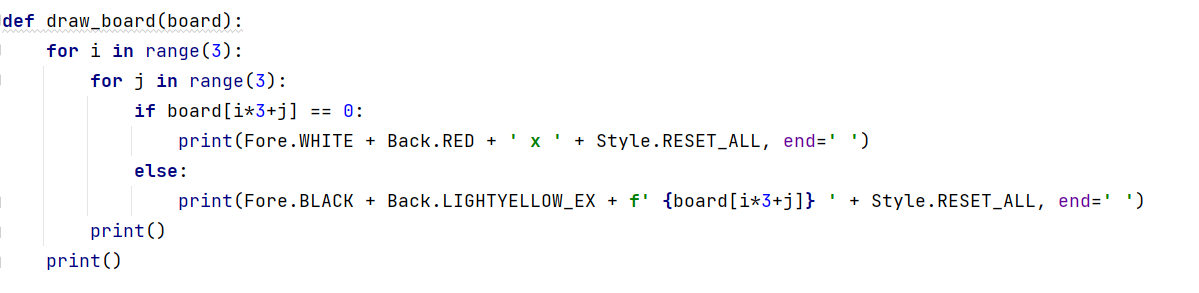 def draw_board(board):
    for i in range(3):
        for j in range(3):
            if board[i*3+j] == 0:
                print(Fore.WHITE + Back.RED + ' x ' + Style.RESET_ALL, end=' ')
            else:
                print(Fore.BLACK + Back.LIGHTYELLOW_EX + f' {board[i*3+j]} ' + Style.RESET_ALL, end=' ')
        print()
    print()